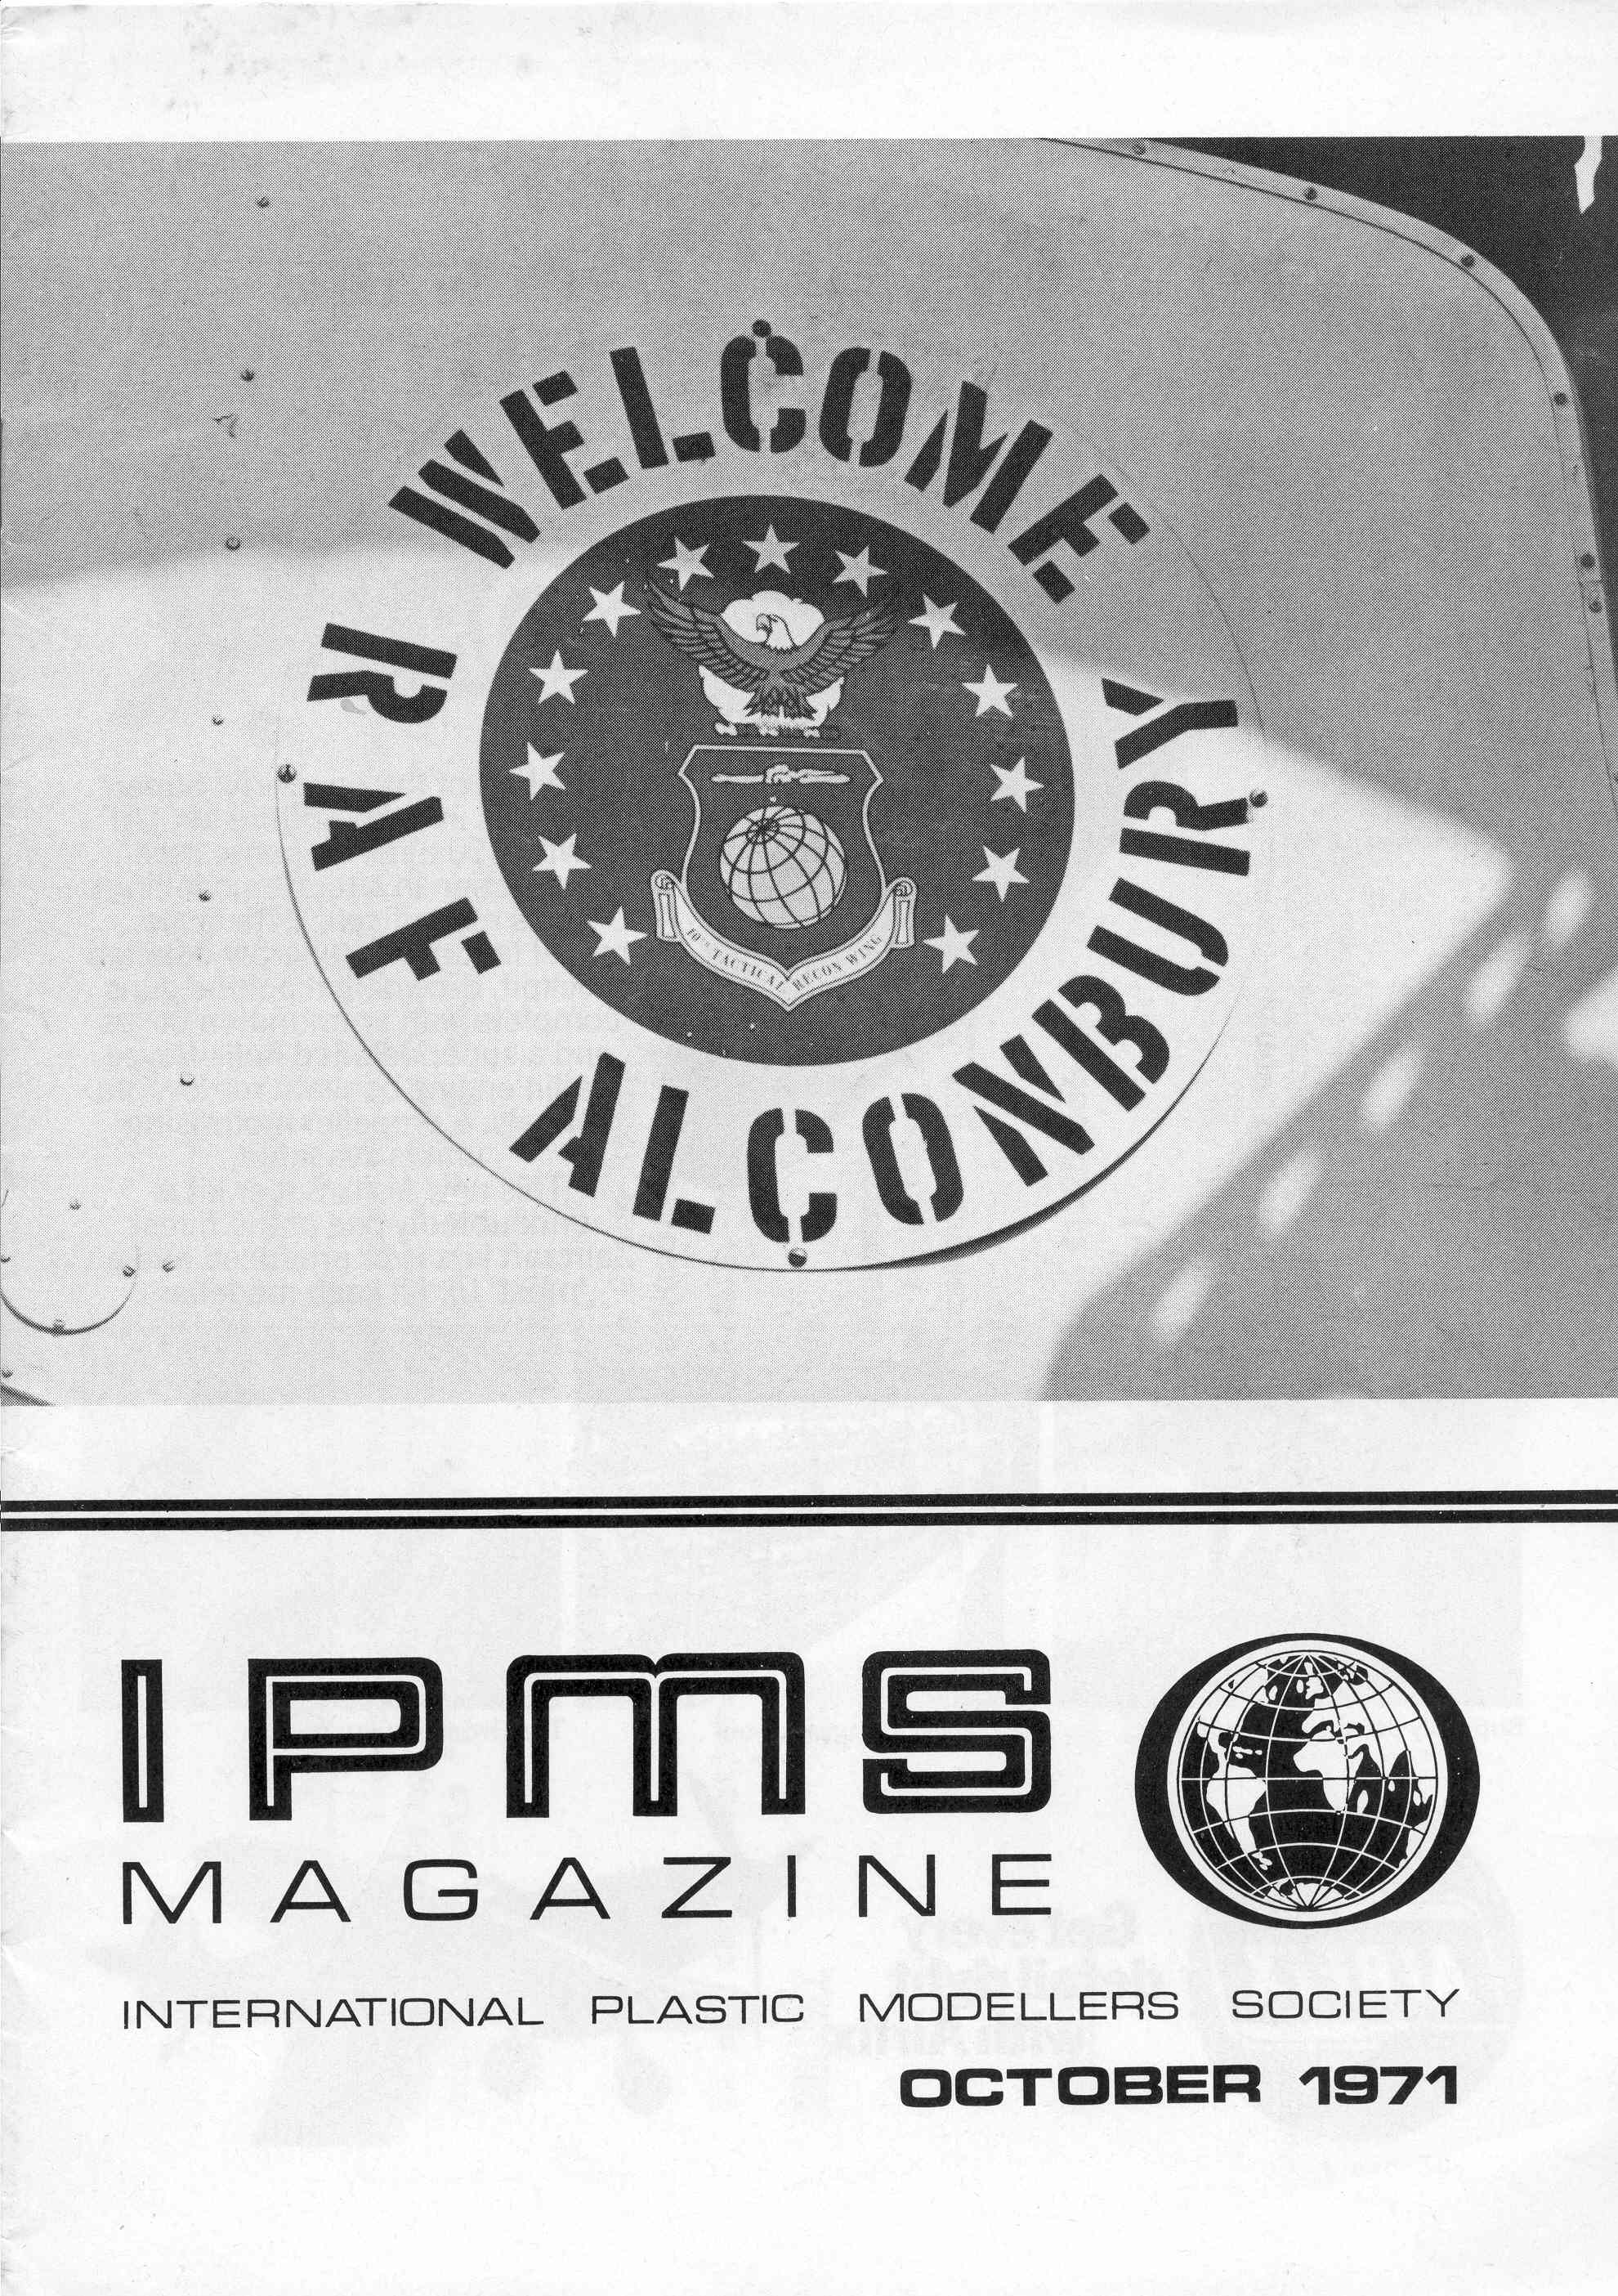 WELCOME
RAF ALCONBURY
10TH TACTICAL RECON WING
IPMS
MAGAZINE
INTERNATIONAL PLASTIC MODELLERS SOCIETY
OCTOBER 1971